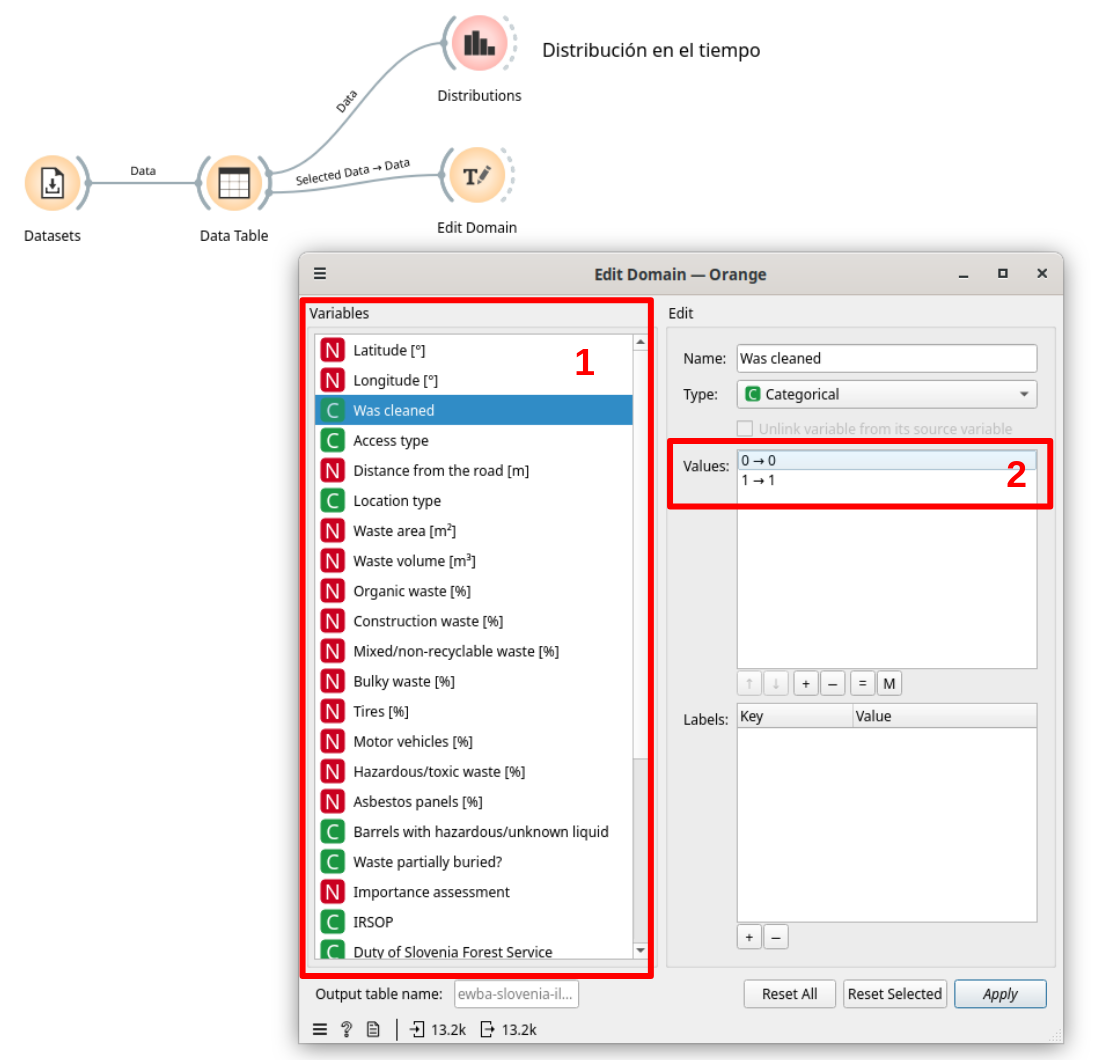 Distribución en el tiempo
Distributions
Data
Data
Selected Data → Data
Datasets
Data Table
Edit Domain
Edit Domain — Orange
Variables
1
Latitude [°]
Longitude [°]
Was cleaned
Access type
Distance from the road [m]
Location type
Waste area [m²]
Waste volume [m³]
Organic waste [%]
Construction waste [%]
Mixed/non-recyclable waste [%]
Bulky waste [%]
Tires [%]
Motor vehicles [%]
Hazardous/toxic waste [%]
Asbestos panels [%]
Barrels with hazardous/unknown liquid
Waste partially buried?
Importance assessment
IRSOP
Duty of Slovenia Forest Service
Edit
Name: Was cleaned
Type: Categorical
Unlink variable from its source variable
Values: 0 → 0
1 → 1
2
+ – = M
Labels: Key Value
+ –
Output table name: ewba-slovenia-il...
Reset All Reset Selected Apply
13.2k 13.2k